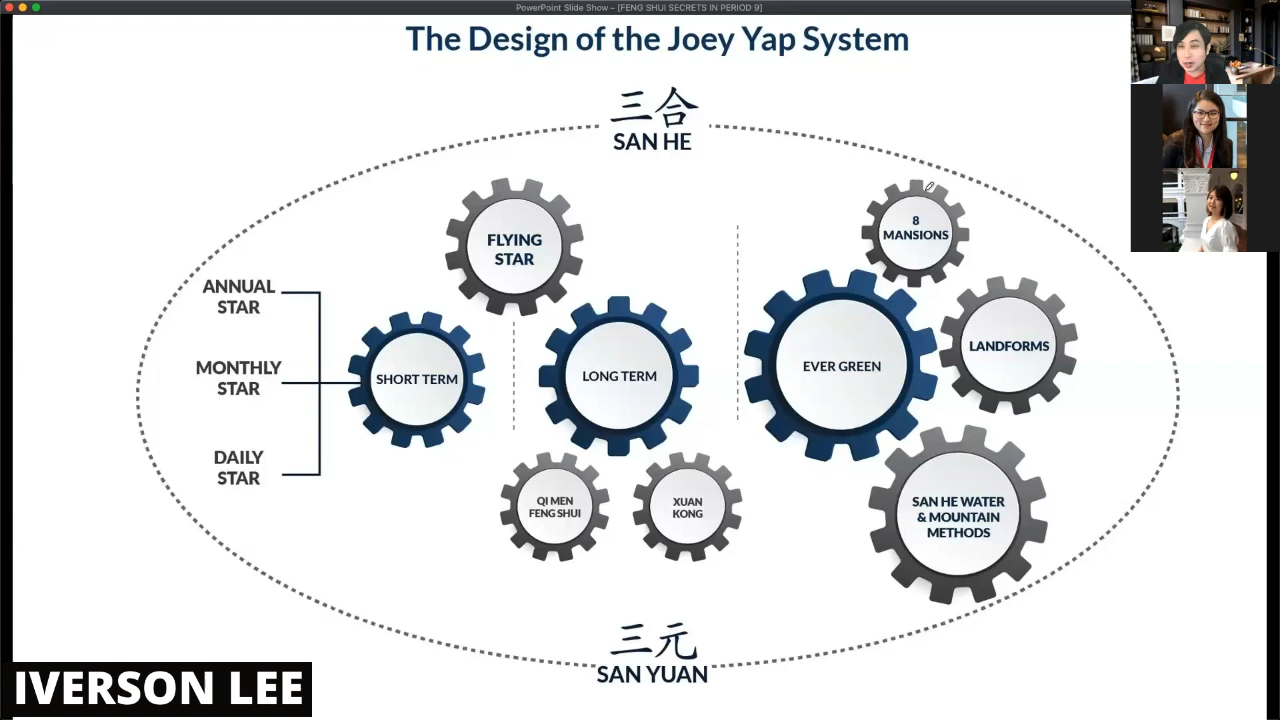 PowerPoint Slide Show – [FENG SHUI SECRETS IN PERIOD 9]
The Design of the Joey Yap System
三合
SAN HE
FLYING
STAR
8
MANSIONS
ANNUAL
STAR
MONTHLY
STAR
DAILY
STAR
SHORT TERM
LONG TERM
EVER GREEN
LANDFORMS
QI MEN
FENG SHUI
XUAN
KONG
SAN HE WATER
& MOUNTAIN
METHODS
三元
SAN YUAN
IVERSON LEE